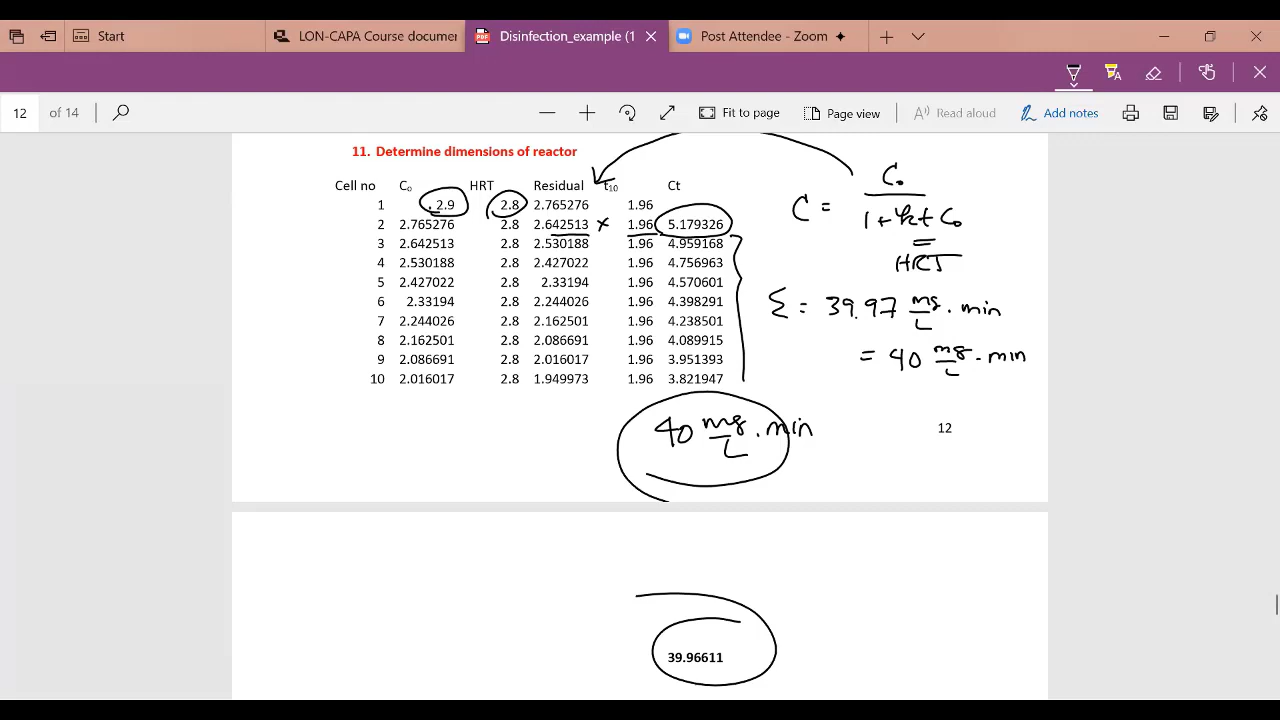 Start
LON-CAPA Course documen
Disinfection_example (1
Post Attendee - Zoom
12 of 14
Fit to page
Page view
Read aloud
Add notes
11. Determine dimensions of reactor
Cell no C₀ HRT Residual t₁₀ Ct
1 2.9 2.8 2.765276 1.96
2 2.765276 2.8 2.642513 × 1.96 5.179326
3 2.642513 2.8 2.530188 1.96 4.959168
4 2.530188 2.8 2.427022 1.96 4.756963
5 2.427022 2.8 2.33194 1.96 4.570601
6 2.33194 2.8 2.244026 1.96 4.398291
7 2.244026 2.8 2.162501 1.96 4.238501
8 2.162501 2.8 2.086691 1.96 4.089915
9 2.086691 2.8 2.016017 1.96 3.951393
10 2.016017 2.8 1.949973 1.96 3.821947
C = C₀ / 1 + kt C₀
HRT
Σ = 39.97 mg/L · min
= 40 mg/L · min
40 mg/L · min
12
39.96611